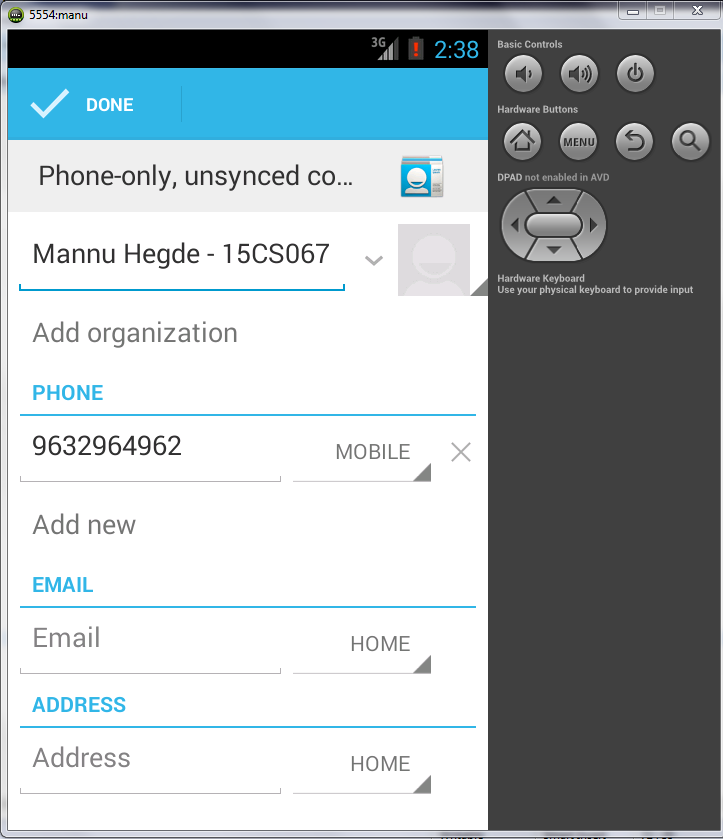 5554:manu
3G 2:38
DONE
Phone-only, unsynced co...
Mannu Hegde - 15CS067
Add organization
PHONE
9632964962 MOBILE
Add new
EMAIL
Email HOME
ADDRESS
Address HOME
Basic Controls
Hardware Buttons
MENU
DPAD not enabled in AVD
Hardware Keyboard
Use your physical keyboard to provide input